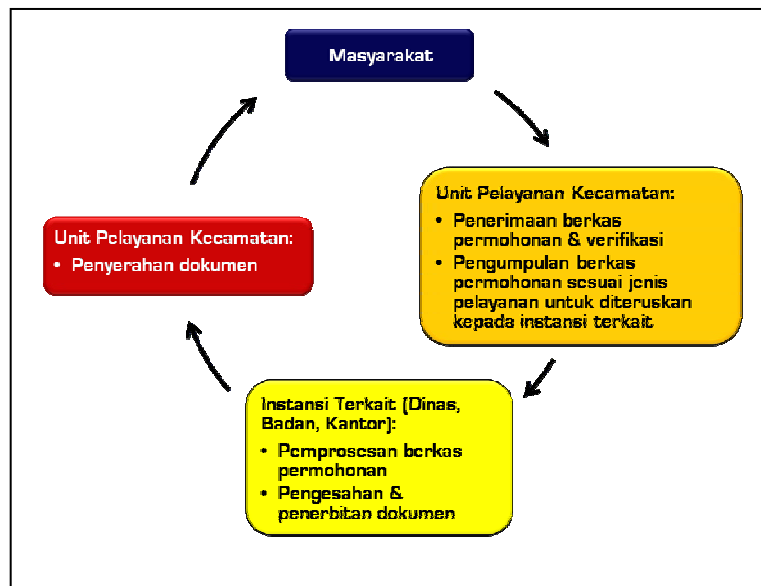 Masyarakat
Unit Pelayanan Kecamatan:
• Penerimaan berkas
permohonan & verifikasi
• Pengumpulan berkas
permohonan sesuai jenis
pelayanan untuk diteruskan
kepada instansi terkait
Instansi Terkait (Dinas,
Badan, Kantor):
• Pemprosesan berkas
permohonan
• Pengesahan &
penerbitan dokumen
Unit Pelayanan Kecamatan:
• Penyerahan dokumen